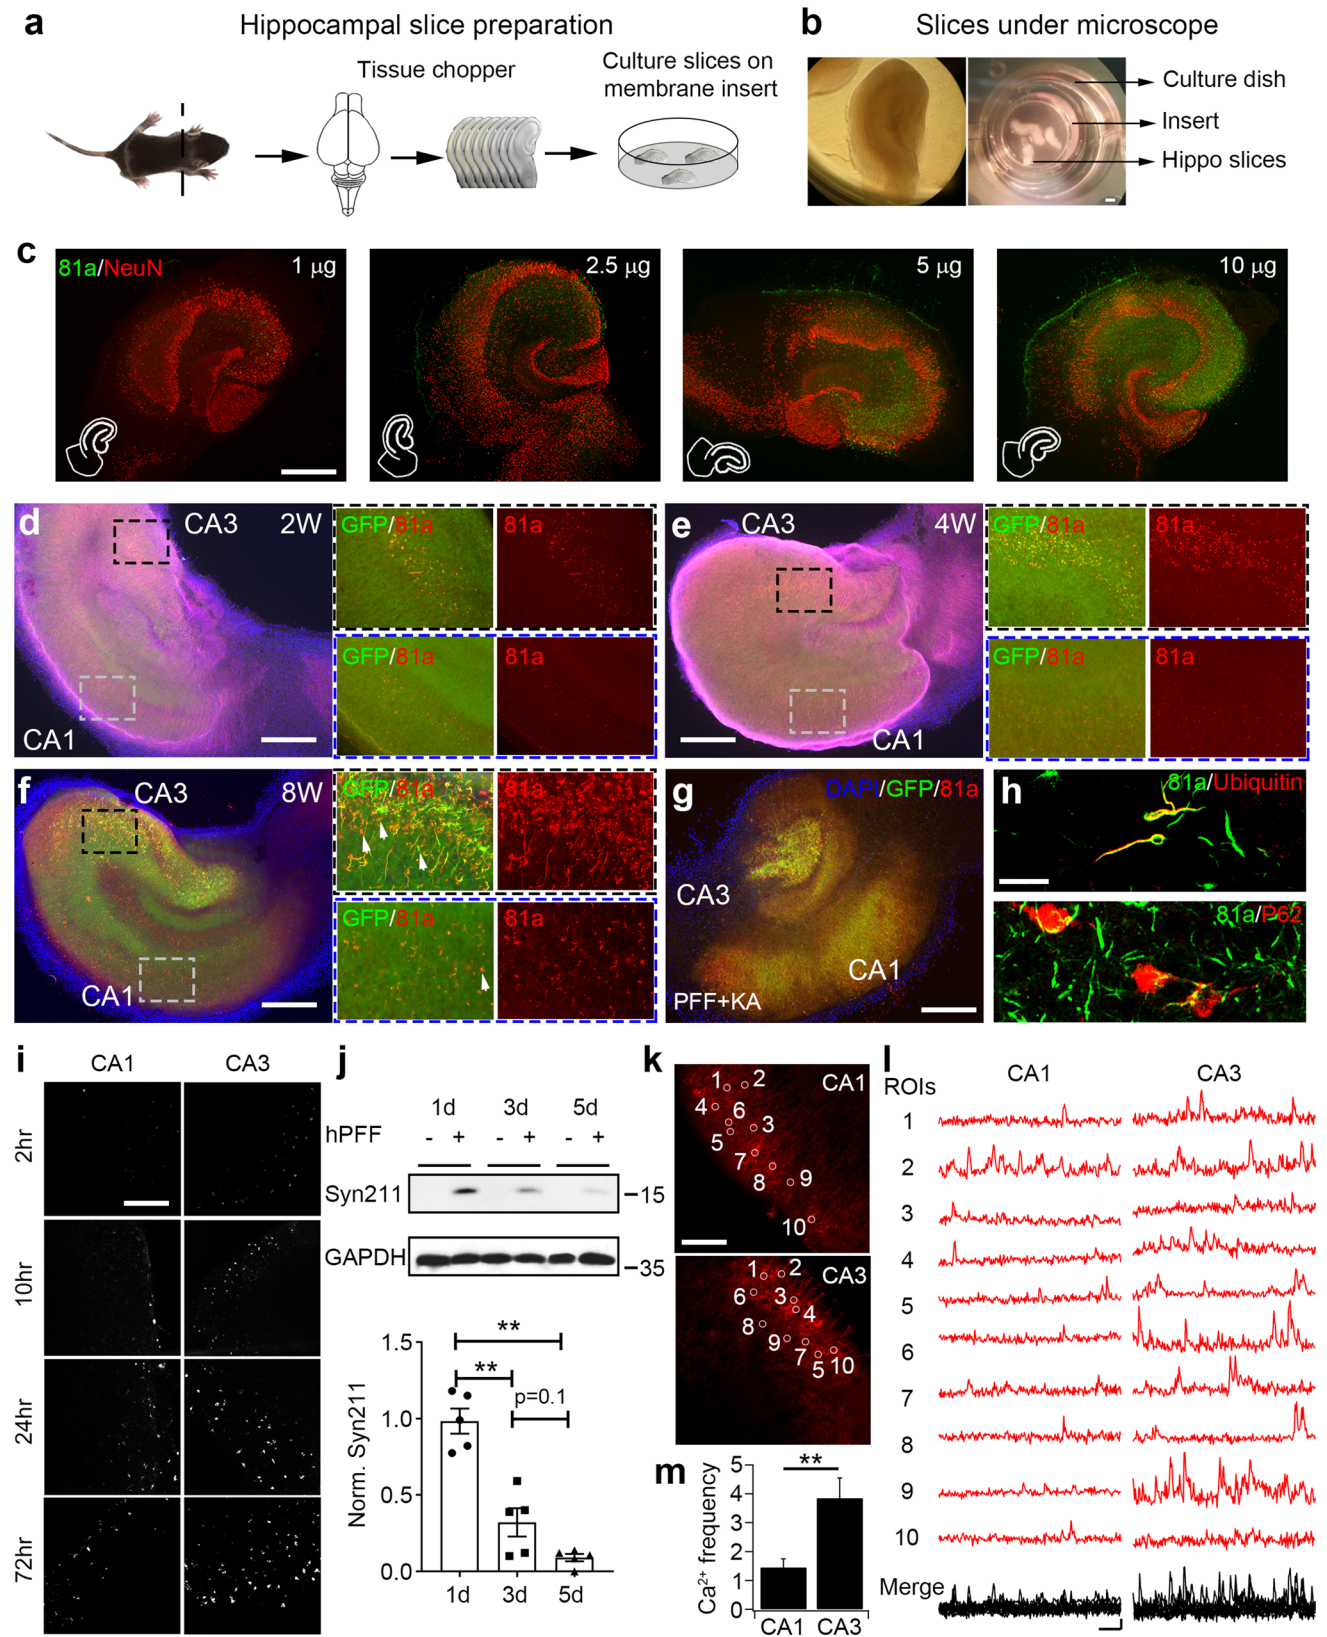 a
Hippocampal slice preparation
Tissue chopper
Culture slices on
membrane insert
b
Slices under microscope
Culture dish
Insert
Hippo slices
c
81a/NeuN
1 μg
2.5 μg
5 μg
10 μg
d
CA3
2W
CA1
GFP/81a
81a
GFP/81a
81a
e
CA3
4W
CA1
GFP/81a
81a
GFP/81a
81a
f
CA3
8W
CA1
GFP/81a
81a
GFP/81a
81a
g
DAPI/GFP/81a
CA3
CA1
PFF+KA
h
81a/Ubiquitin
81a/P62
i
CA1
CA3
2hr
10hr
24hr
72hr
j
1d 3d 5d
hPFF - + - + - +
Syn211
15
GAPDH
35
Norm. Syn211
1.5
1.0
0.5
0.0
**
**
p=0.1
1d 3d 5d
k
CA1
1 2
4 6
3
5
7
8 9
10
CA3
1 2
6 3
4
8
9 7
5 10
l
CA1
CA3
ROIs
1
2
3
4
5
6
7
8
9
10
Merge
m
Ca²⁺ frequency
5
4
3
2
1
0
**
CA1 CA3